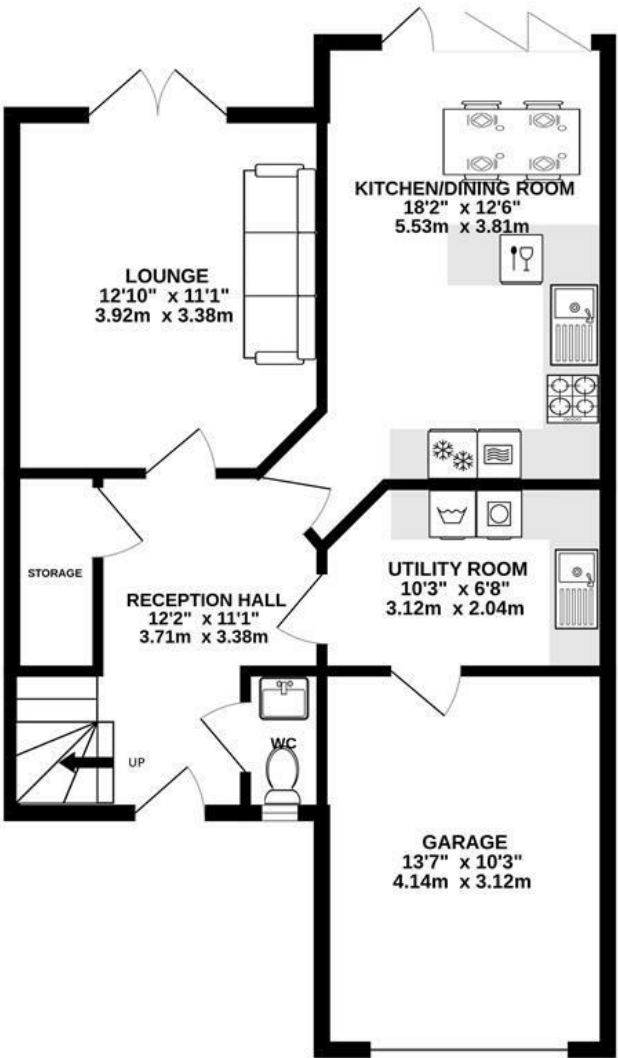 KITCHEN/DINING ROOM
18'2" x 12'6"
5.53m x 3.81m
LOUNGE
12'10" x 11'1"
3.92m x 3.38m
STORAGE
UTILITY ROOM
10'3" x 6'8"
3.12m x 2.04m
RECEPTION HALL
12'2" x 11'1"
3.71m x 3.38m
WC
UP
GARAGE
13'7" x 10'3"
4.14m x 3.12m